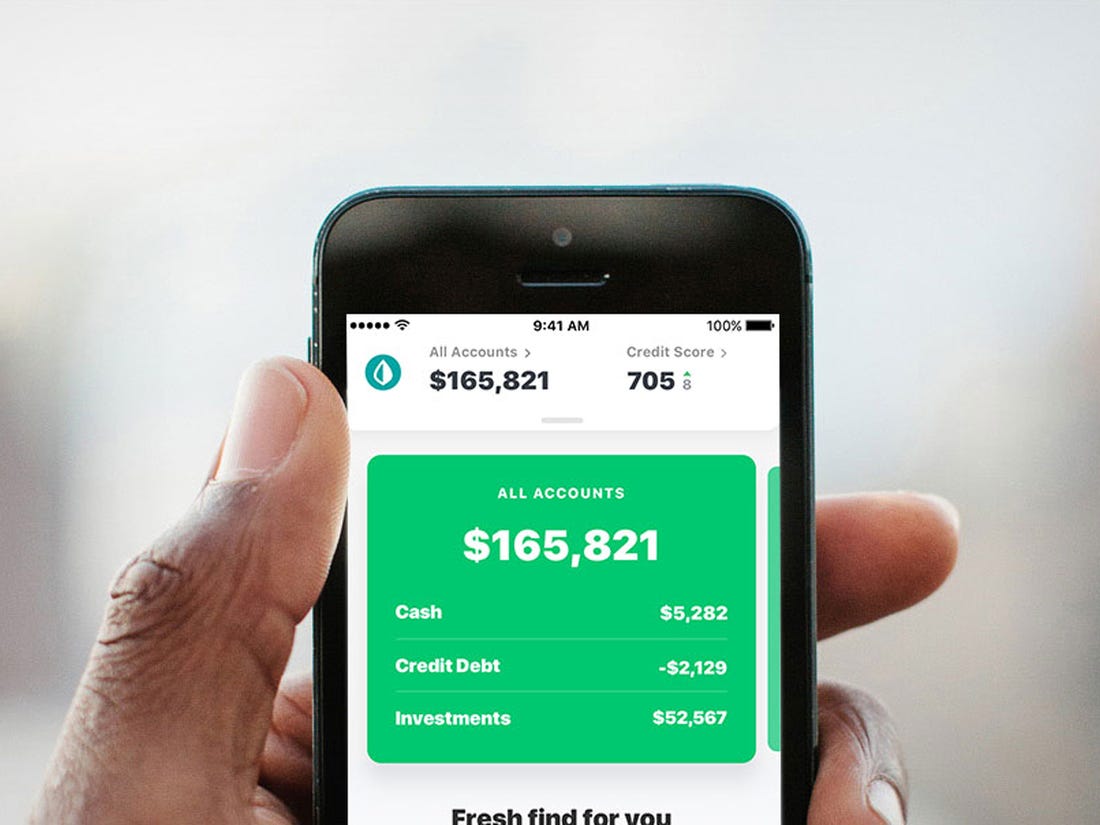 9:41 AM 100%
All Accounts > Credit Score >
$165,821 705 8
ALL ACCOUNTS
$165,821
Cash $5,282
Credit Debt -$2,129
Investments $52,567
Fresh find for you